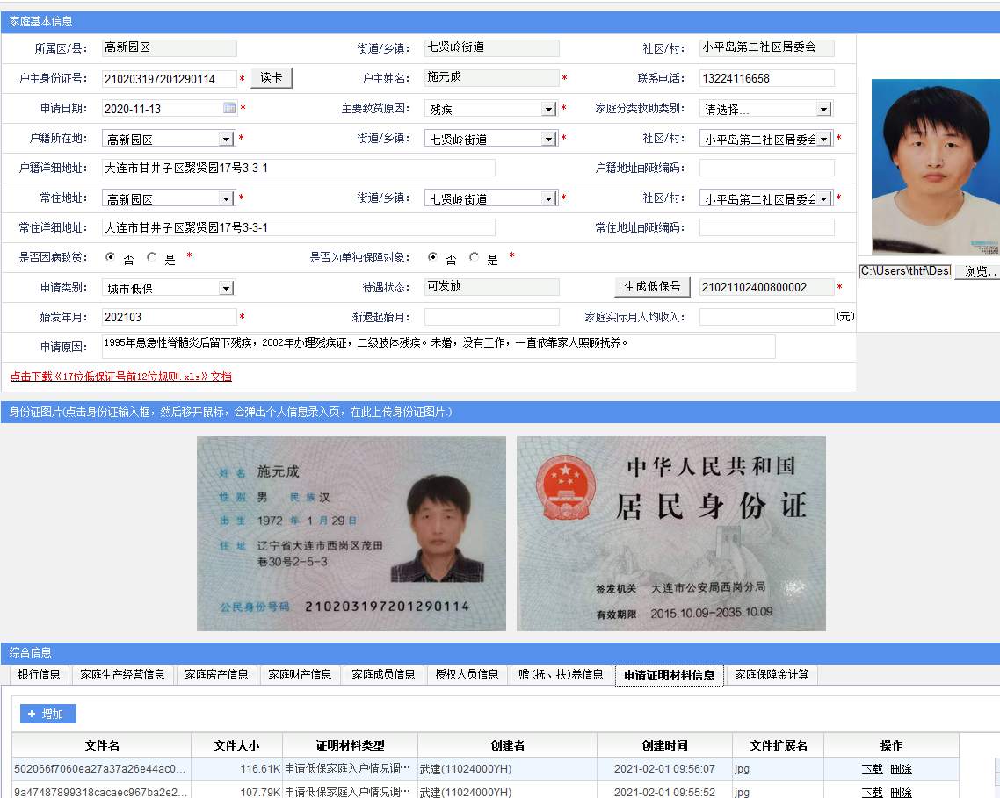 家庭基本信息
所属区/县： 高新园区 街道/乡镇： 七贤岭街道 社区/村： 小平岛第二社区居委会
户主身份证号： 210203197201290114 * 读卡 户主姓名： 施元成 * 联系电话： 13224116658
申请日期： 2020-11-13 * 主要致贫原因： 残疾 * 家庭分类救助类别： 请选择...
户籍所在地： 高新园区 * 街道/乡镇： 七贤岭街道 * 社区/村： 小平岛第二社区居委会 *
户籍详细地址： 大连市甘井子区聚贤园17号3-3-1 户籍地址邮政编码：
常住地址： 高新园区 * 街道/乡镇： 七贤岭街道 * 社区/村： 小平岛第二社区居委会 *
常住详细地址： 大连市甘井子区聚贤园17号3-3-1 常住地址邮政编码：
是否因病致贫： 否 是 * 是否为单独保障对象： 否 是 *
C:\Users\thtf\Desl 浏览..
申请类别： 城市低保 待遇状态： 可发放 生成低保号 21021102400800002 *
始发年月： 202103 * 渐退起始月： 家庭实际月人均收入： (元)
申请原因： 1995年患急性脊髓炎后留下残疾，2002年办理残疾证，二级肢体残疾。未婚，没有工作，一直依靠家人照顾抚养。
点击下载《17位低保证号前12位规则.xls》文档
身份证图片(点击身份证输入框，然后移开鼠标，会弹出个人信息录入页，在此上传身份证图片.)
姓名 施元成
性别 男 民族 汉
出生 1972 年 1 月 29 日
住址 辽宁省大连市西岗区茂田
巷30号2-5-3
公民身份号码 210203197201290114
中华人民共和国
居民身份证
签发机关 大连市公安局西岗分局
有效期限 2015.10.09-2035.10.09
综合信息
银行信息 家庭生产经营信息 家庭房产信息 家庭财产信息 家庭成员信息 授权人员信息 赡(抚、扶)养信息 申请证明材料信息 家庭保障金计算
+ 增加
文件名 文件大小 证明材料类型 创建者 创建时间 文件扩展名 操作
502066f7060ea27a37a26e44ac0... 116.61K 申请低保家庭入户情况调… 武建(11024000YH) 2021-02-01 09:56:07 jpg 下载 删除
9a47487899318cacaec967ba2e2... 107.79K 申请低保家庭入户情况调… 武建(11024000YH) 2021-02-01 09:55:52 jpg 下载 删除